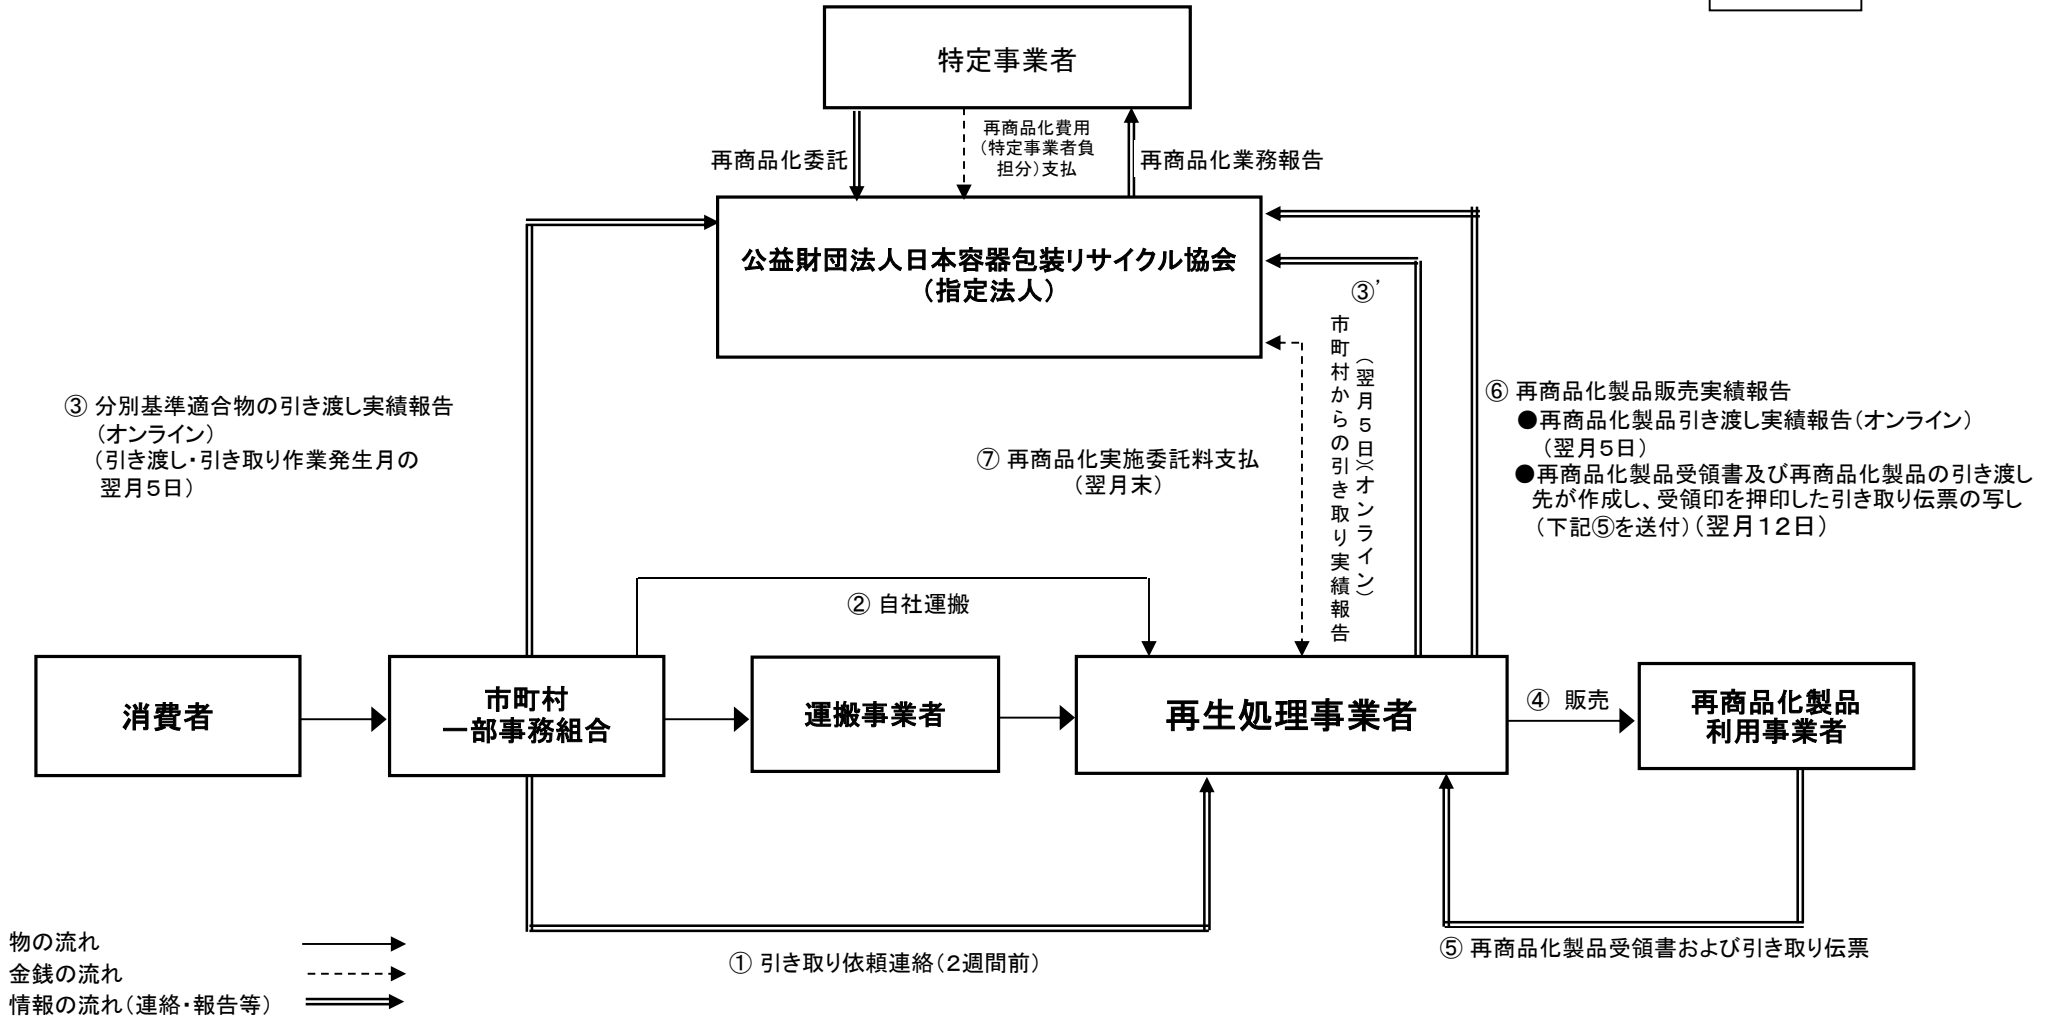 特定事業者
再商品化委託
再商品化費用
（特定事業者負
担分）支払
再商品化業務報告
公益財団法人日本容器包装リサイクル協会
（指定法人）
③’
市町村からの引き取り実績報告
（翌月５日）（オンライン）
③ 分別基準適合物の引き渡し実績報告
（オンライン）
（引き渡し・引き取り作業発生月の
翌月５日）
⑦ 再商品化実施委託料支払
（翌月末）
⑥ 再商品化製品販売実績報告
●再商品化製品引き渡し実績報告（オンライン）
（翌月５日）
●再商品化製品受領書及び再商品化製品の引き渡し
先が作成し、受領印を押印した引き取り伝票の写し
（下記⑤を送付）（翌月１２日）
② 自社運搬
消費者
市町村
一部事務組合
運搬事業者
再生処理事業者
④ 販売
再商品化製品
利用事業者
① 引き取り依頼連絡（２週間前）
⑤ 再商品化製品受領書および引き取り伝票
物の流れ
金銭の流れ
情報の流れ（連絡・報告等）